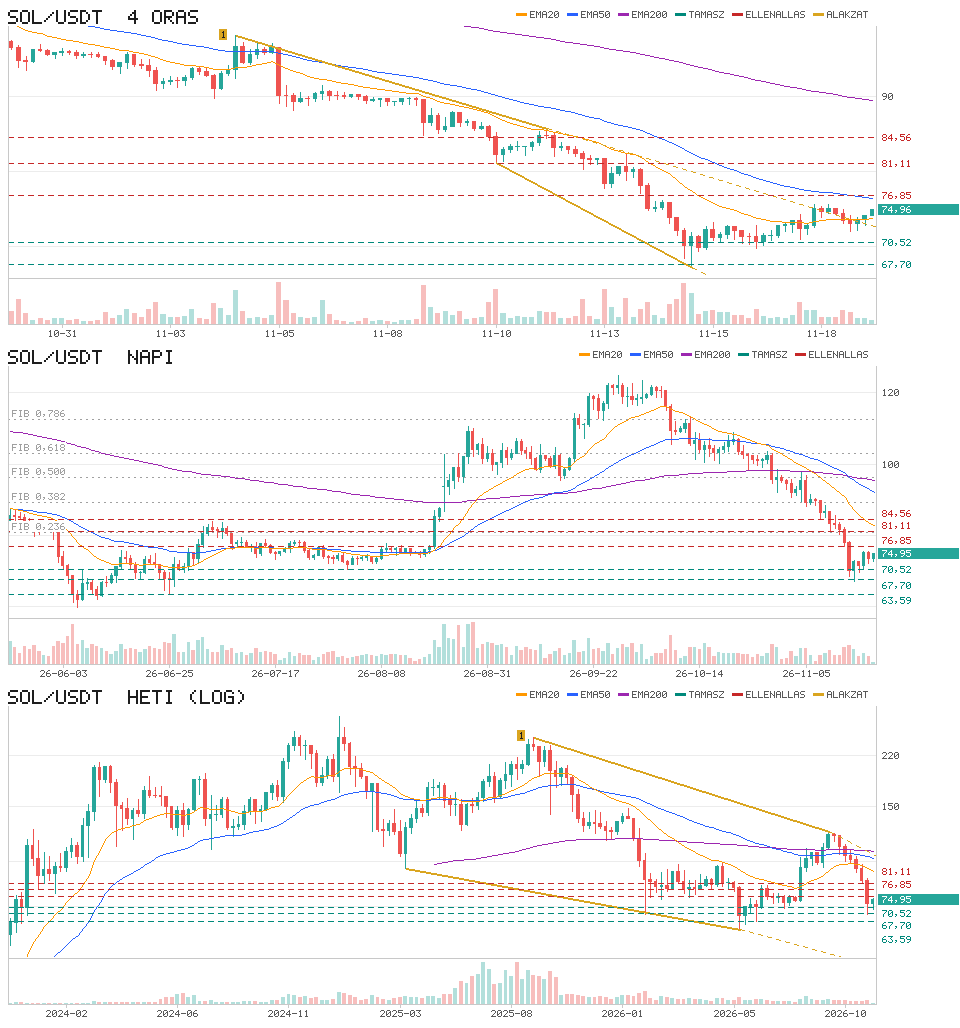 SOL/USDT 4 ORAS
EMA20 EMA50 EMA200 TAMASZ ELLENALLAS ALAKZAT
1
90
84,56
81,11
76,85
74,96
70,52
67,70
10-31 11-03 11-05 11-08 11-10 11-13 11-15 11-18
SOL/USDT NAPI
EMA20 EMA50 EMA200 TAMASZ ELLENALLAS
120
FIB 0,786
FIB 0,618
100
FIB 0,500
FIB 0,382
84,56
FIB 0,236
81,11
76,85
74,95
70,52
67,70
63,59
26-06-03 26-06-25 26-07-17 26-08-08 26-08-31 26-09-22 26-10-14 26-11-05
SOL/USDT HETI (LOG)
EMA20 EMA50 EMA200 TAMASZ ELLENALLAS ALAKZAT
1
220
150
81,11
76,85
74,95
70,52
67,70
63,59
2024-02 2024-06 2024-11 2025-03 2025-08 2026-01 2026-05 2026-10